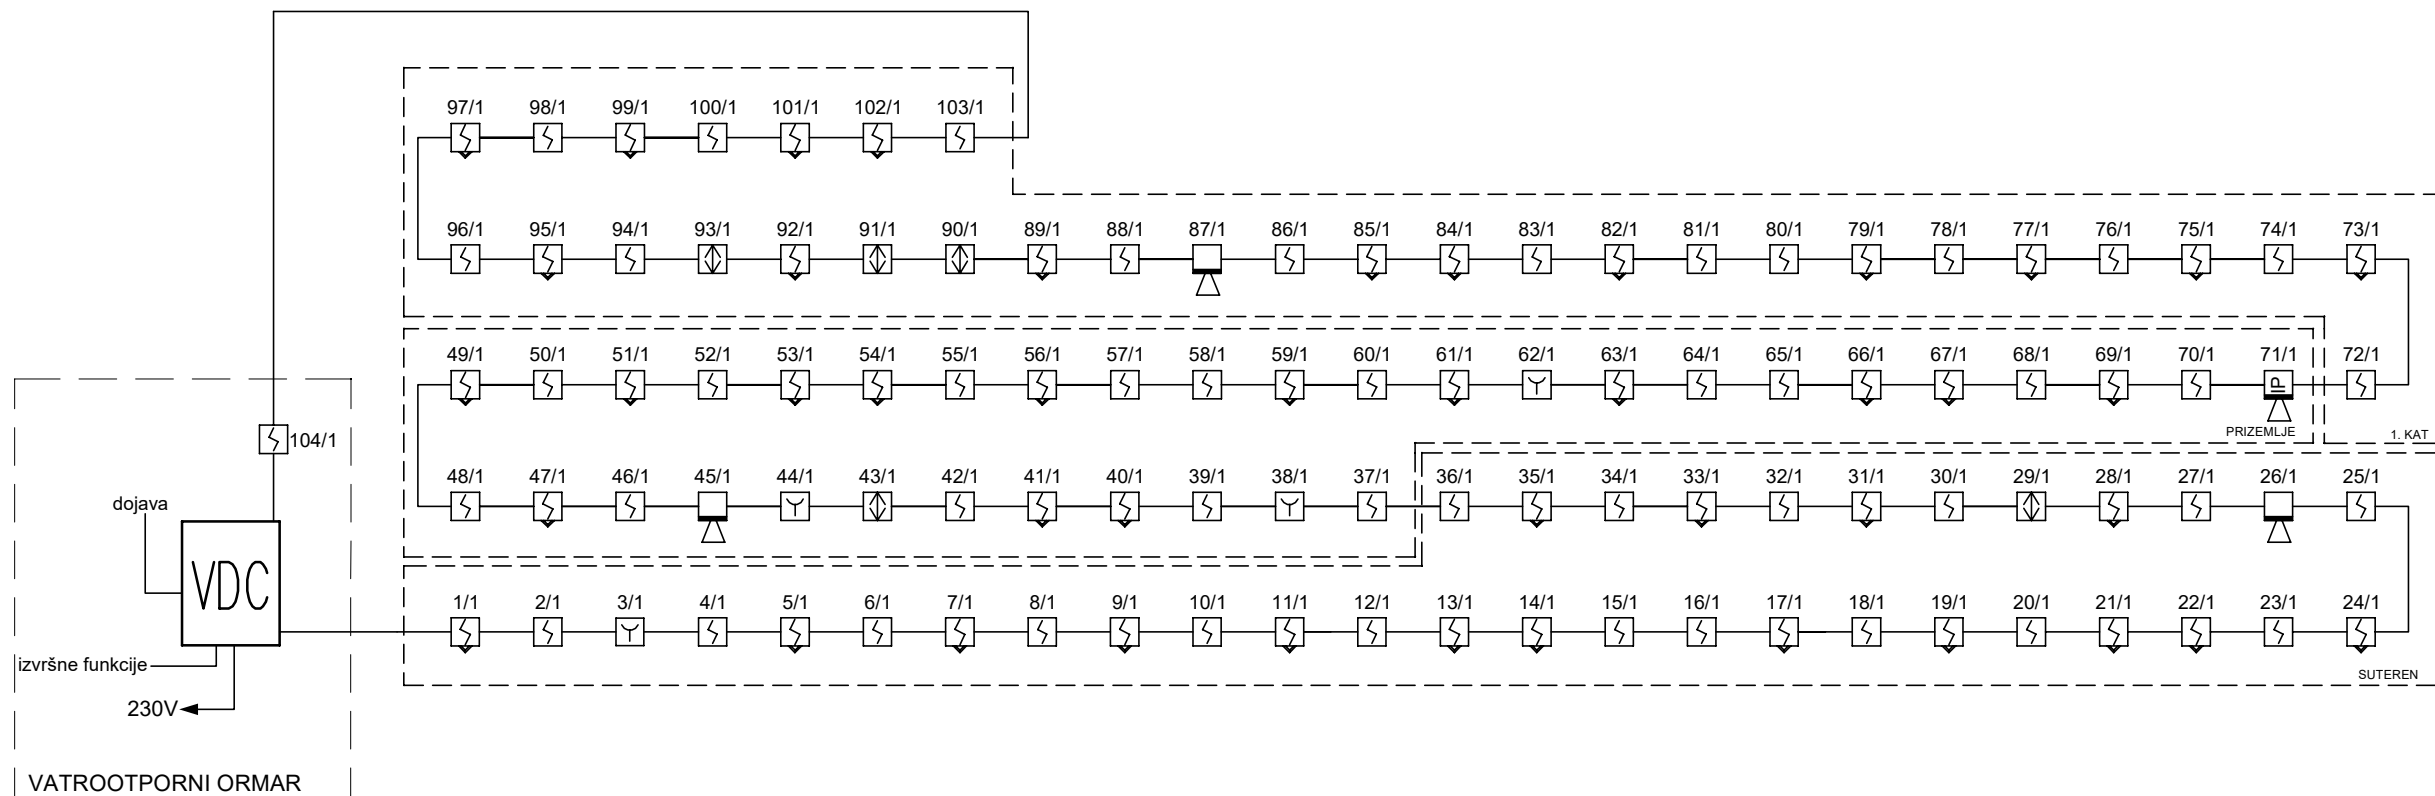 97/1 98/1 99/1 100/1 101/1 102/1 103/1
96/1 95/1 94/1 93/1 92/1 91/1 90/1 89/1 88/1 87/1 86/1 85/1 84/1 83/1 82/1 81/1 80/1 79/1 78/1 77/1 76/1 75/1 74/1 73/1
49/1 50/1 51/1 52/1 53/1 54/1 55/1 56/1 57/1 58/1 59/1 60/1 61/1 62/1 63/1 64/1 65/1 66/1 67/1 68/1 69/1 70/1 71/1 72/1
IP
PRIZEMLJE
1. KAT
104/1
48/1 47/1 46/1 45/1 44/1 43/1 42/1 41/1 40/1 39/1 38/1 37/1 36/1 35/1 34/1 33/1 32/1 31/1 30/1 29/1 28/1 27/1 26/1 25/1
dojava
VDC
1/1 2/1 3/1 4/1 5/1 6/1 7/1 8/1 9/1 10/1 11/1 12/1 13/1 14/1 15/1 16/1 17/1 18/1 19/1 20/1 21/1 22/1 23/1 24/1
izvršne funkcije
SUTEREN
230V
VATROOTPORNI ORMAR